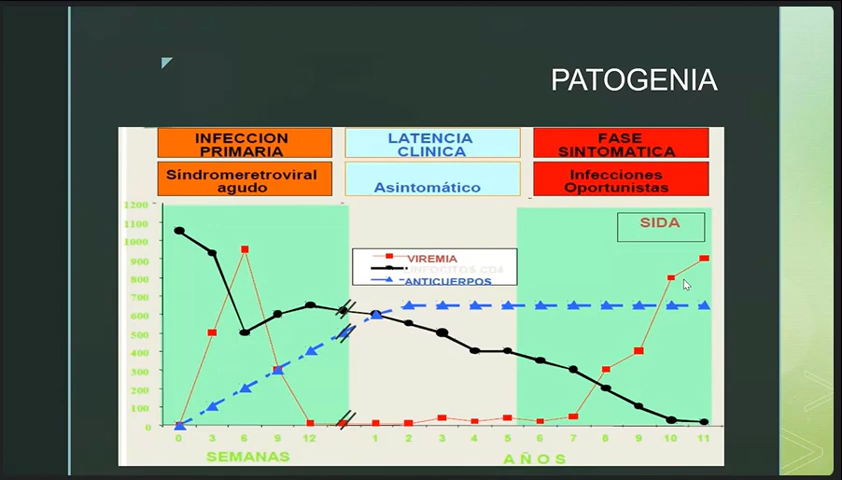 PATOGENIA
INFECCION
PRIMARIA
LATENCIA
CLINICA
FASE
SINTOMATICA
Síndromeretroviral
agudo
Asintomático
Infecciones
Oportunistas
SIDA
VIREMIA
LINFOCITOS CD4
ANTICUERPOS
1200
1100
1000
900
800
700
600
500
400
300
200
100
0
0 3 6 9 12 1 2 3 4 5 6 7 8 9 10 11
SEMANAS AÑOS